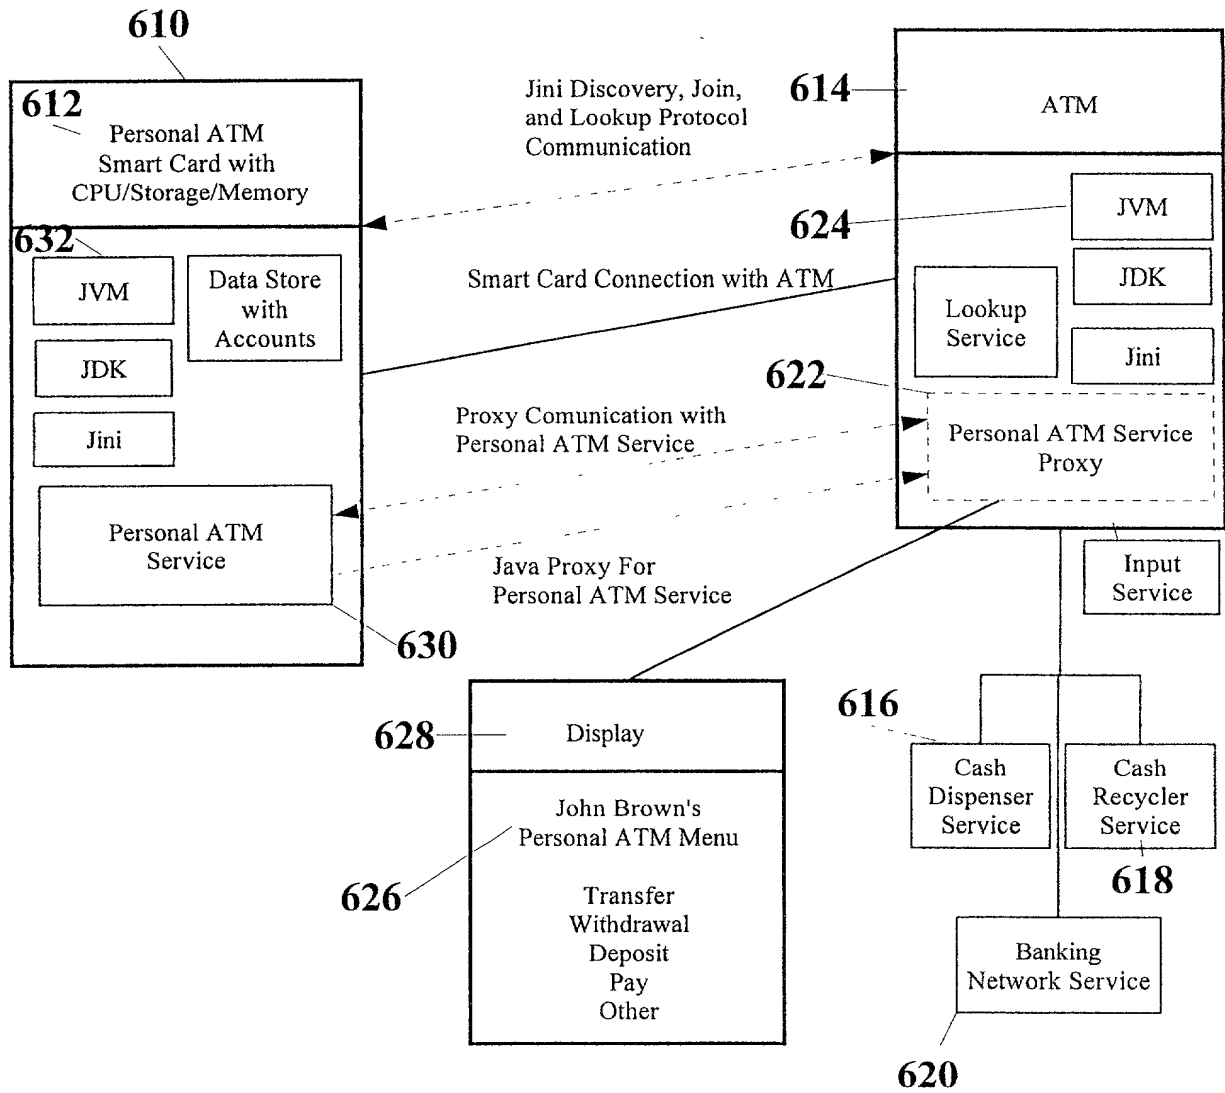 610
612
Personal ATM
Smart Card with
CPU/Storage/Memory
632
JVM
Data Store
with
Accounts
JDK
Jini
Personal ATM
Service
630
Jini Discovery, Join,
and Lookup Protocol
Communication
Smart Card Connection with ATM
Proxy Comunication with
Personal ATM Service
Java Proxy For
Personal ATM Service
614
ATM
624
JVM
JDK
Lookup
Service
Jini
622
Personal ATM Service
Proxy
Input
Service
628
Display
John Brown's
Personal ATM Menu
626
Transfer
Withdrawal
Deposit
Pay
Other
616
Cash
Dispenser
Service
Cash
Recycler
Service
618
Banking
Network Service
620